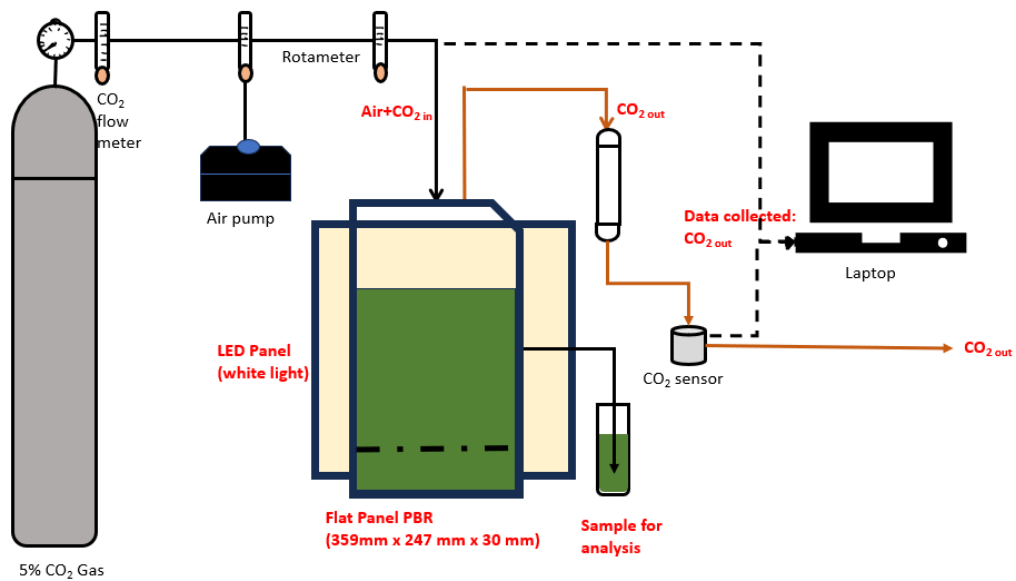 Rotameter
CO2
flow
meter
Air+CO2 in
CO2 out
Air pump
Data collected:
CO2 out
Laptop
LED Panel
(white light)
CO2 sensor
CO2 out
Flat Panel PBR
(359mm x 247 mm x 30 mm)
Sample for
analysis
5% CO2 Gas